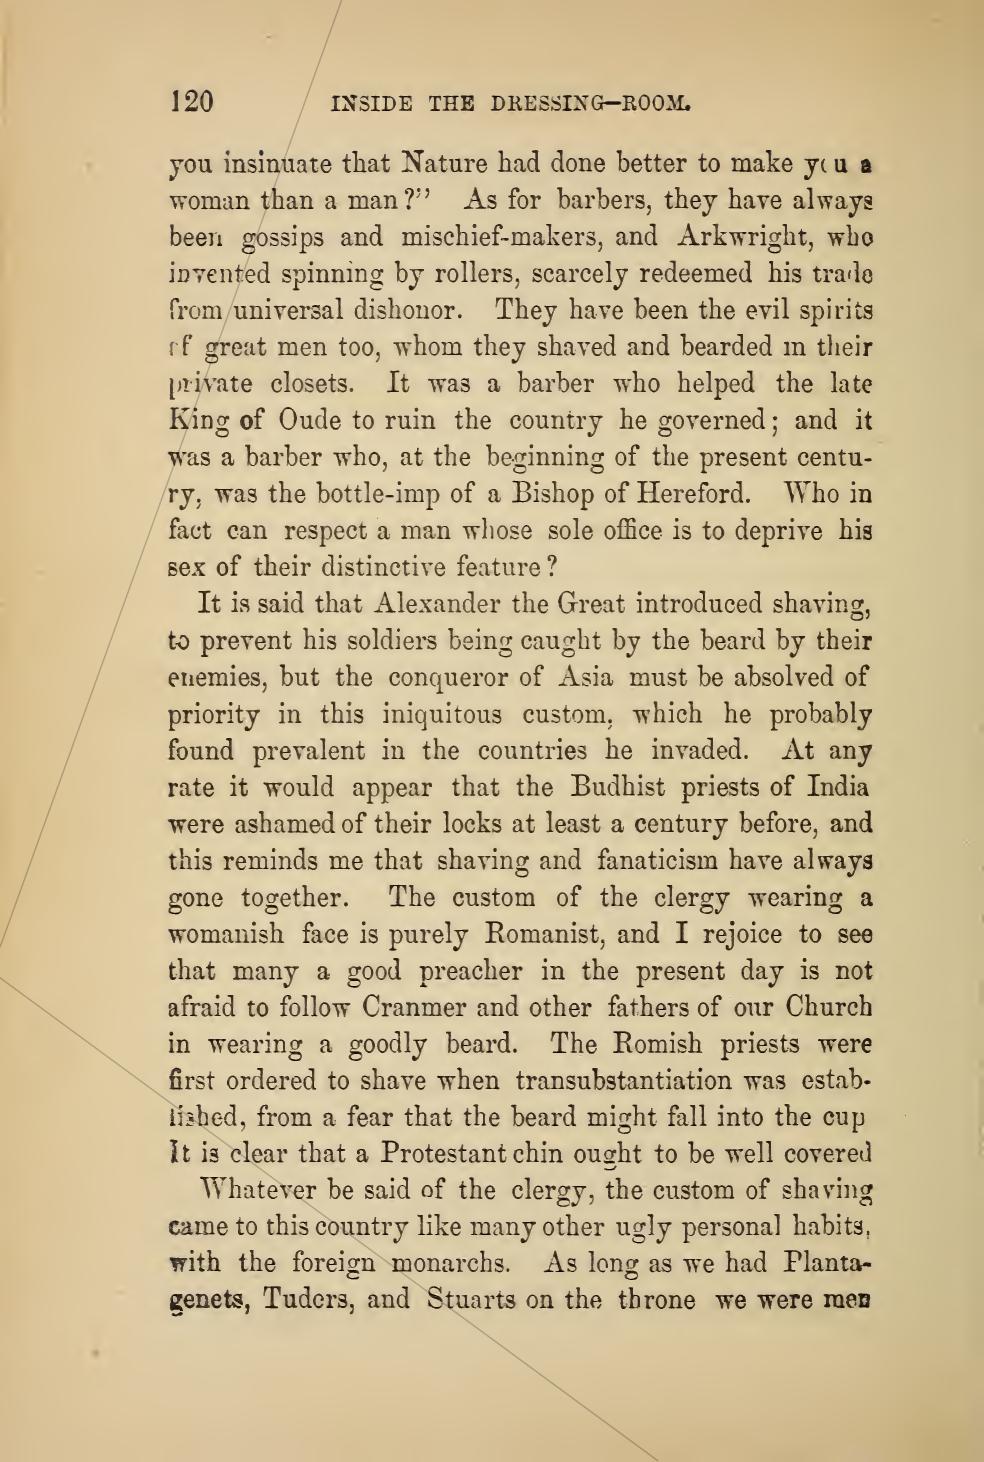 120 INSIDE THE DRESSING-ROOM.
you insinuate that Nature had done better to make you a
woman than a man?" As for barbers, they have always
been gossips and mischief-makers, and Arkwright, who
invented spinning by rollers, scarcely redeemed his trade
from universal dishonor. They have been the evil spirits
of great men too, whom they shaved and bearded in their
private closets. It was a barber who helped the late
King of Oude to ruin the country he governed; and it
was a barber who, at the beginning of the present centu-
ry, was the bottle-imp of a Bishop of Hereford. Who in
fact can respect a man whose sole office is to deprive his
sex of their distinctive feature?
It is said that Alexander the Great introduced shaving,
to prevent his soldiers being caught by the beard by their
enemies, but the conqueror of Asia must be absolved of
priority in this iniquitous custom, which he probably
found prevalent in the countries he invaded. At any
rate it would appear that the Budhist priests of India
were ashamed of their locks at least a century before, and
this reminds me that shaving and fanaticism have always
gone together. The custom of the clergy wearing a
womanish face is purely Romanist, and I rejoice to see
that many a good preacher in the present day is not
afraid to follow Cranmer and other fathers of our Church
in wearing a goodly beard. The Romish priests were
first ordered to shave when transubstantiation was estab-
lished, from a fear that the beard might fall into the cup
It is clear that a Protestant chin ought to be well covered
Whatever be said of the clergy, the custom of shaving
came to this country like many other ugly personal habits,
with the foreign monarchs. As long as we had Planta-
genets, Tudors, and Stuarts on the throne we were men